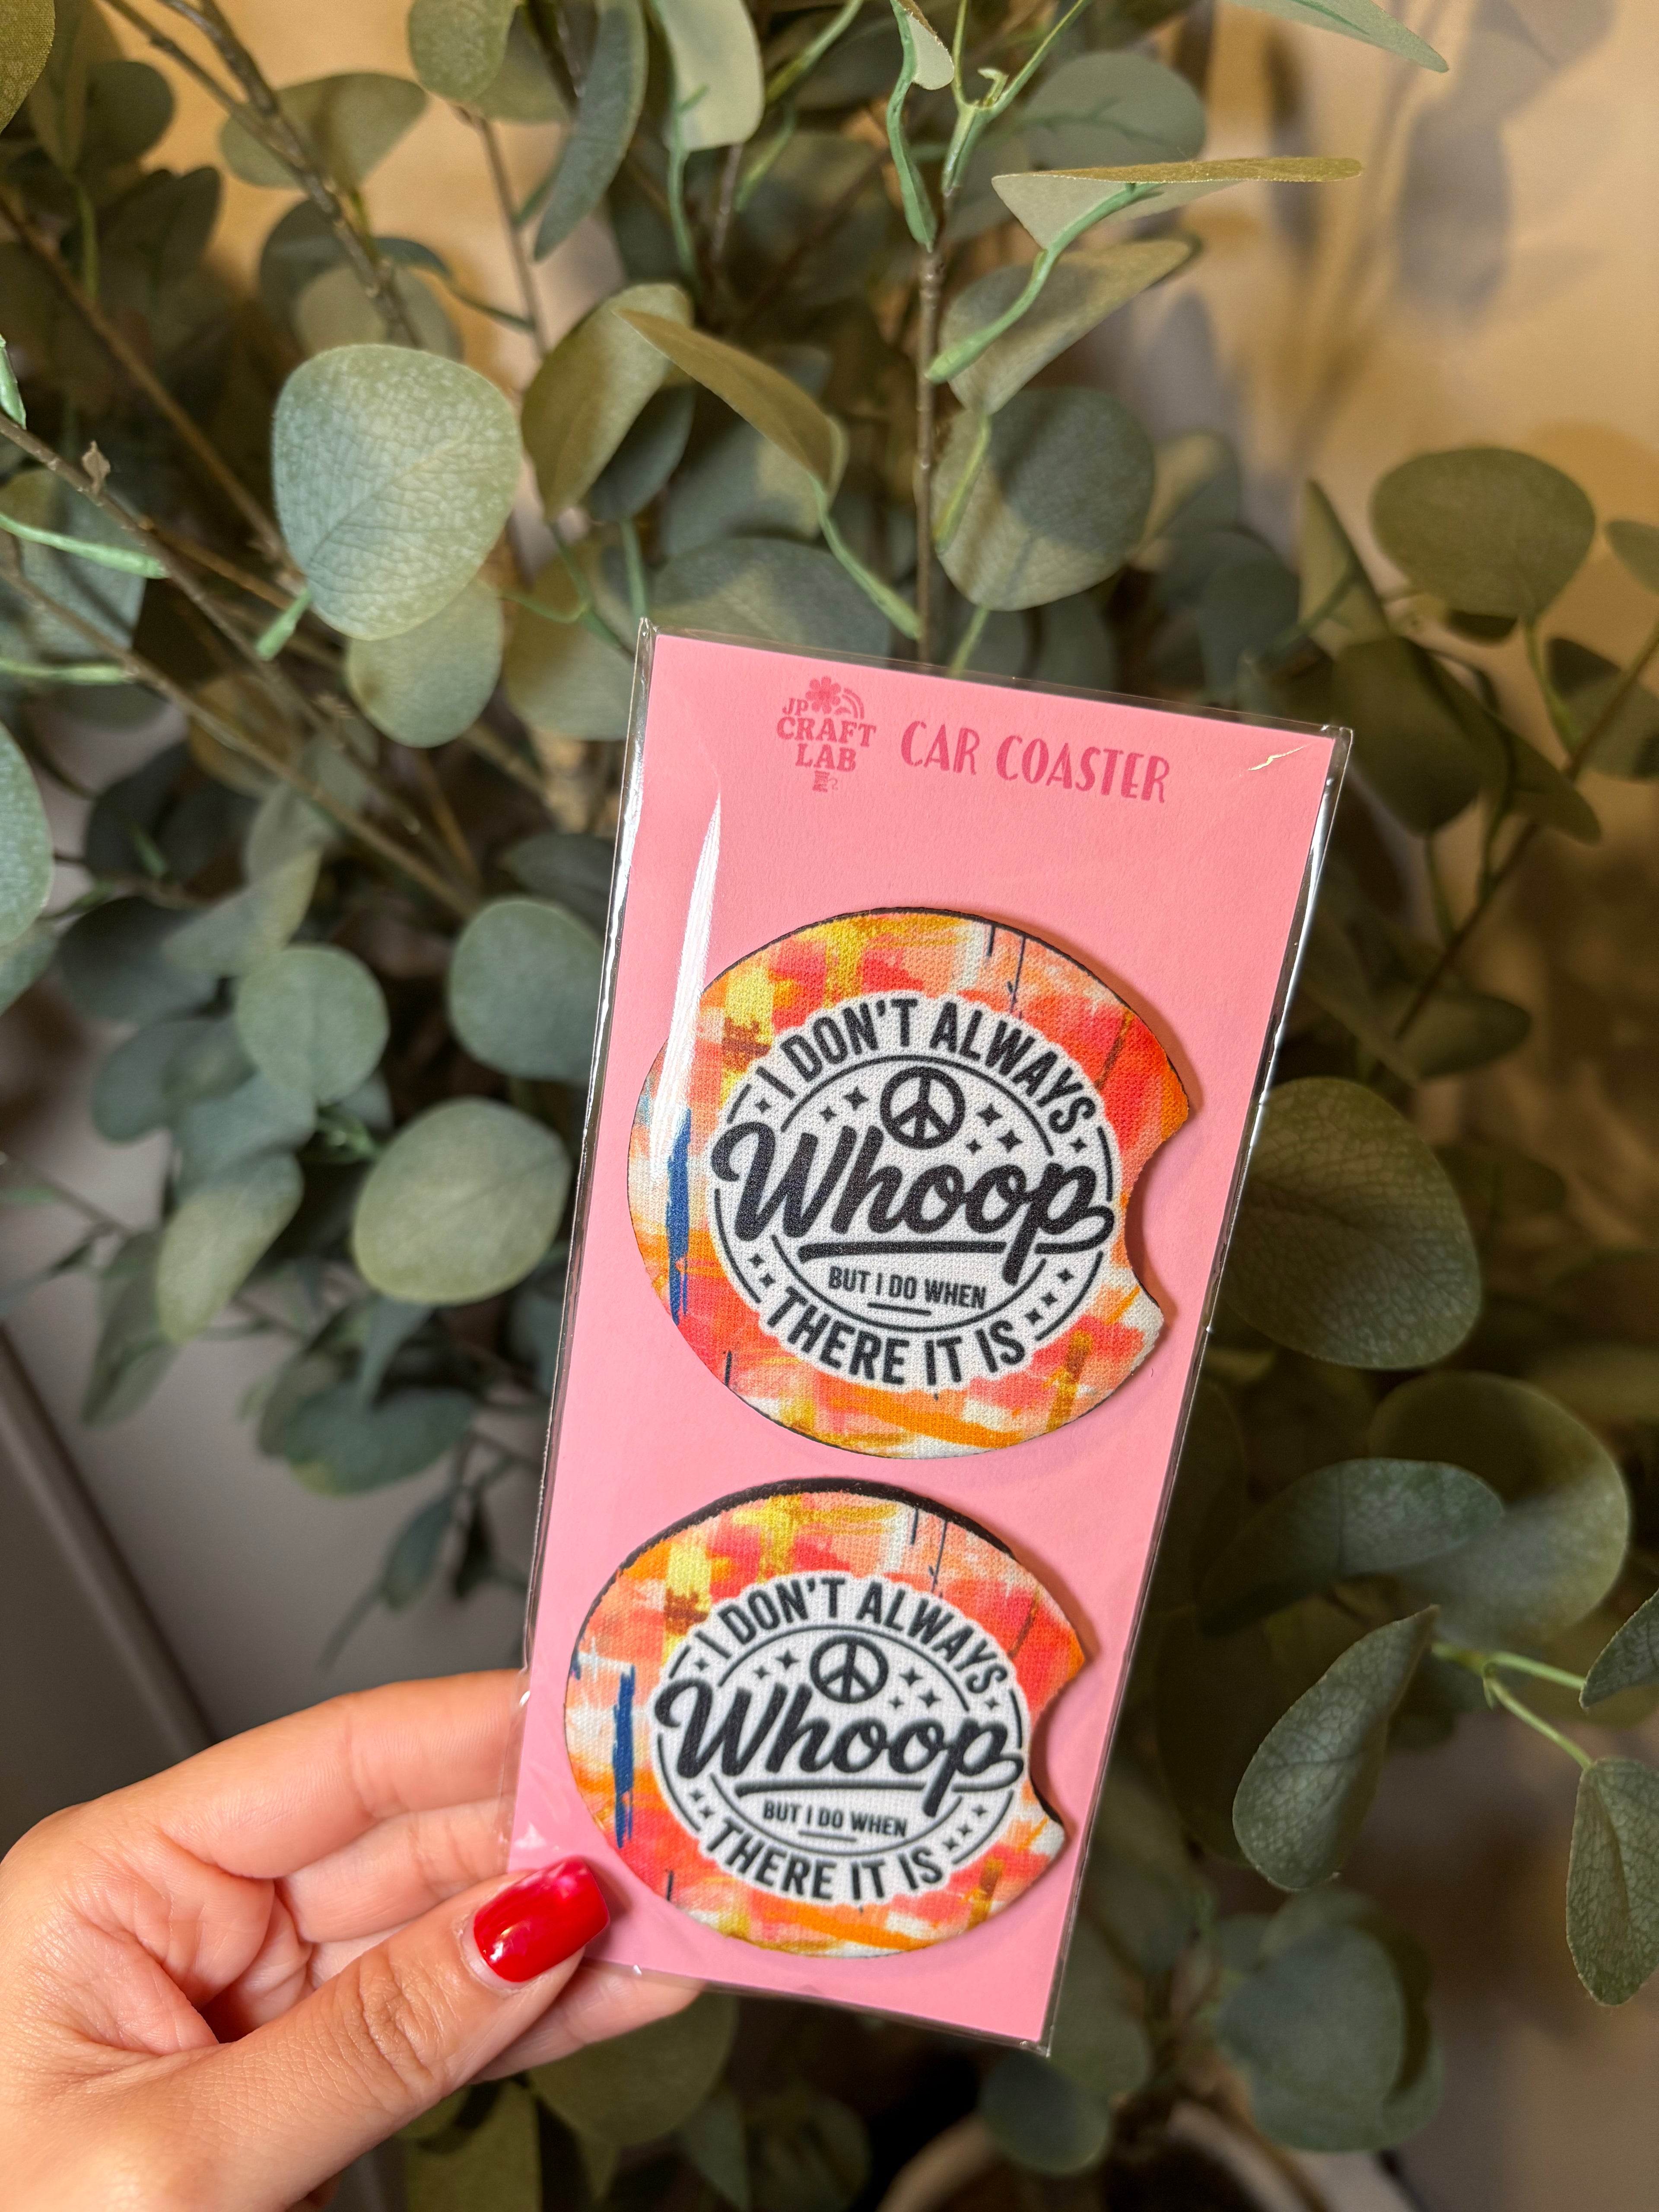 JP
CRAFT
LAB
CAR COASTER
I DON'T ALWAYS
Whoop
BUT I DO WHEN
THERE IT IS
I DON'T ALWAYS
Whoop
BUT I DO WHEN
THERE IT IS